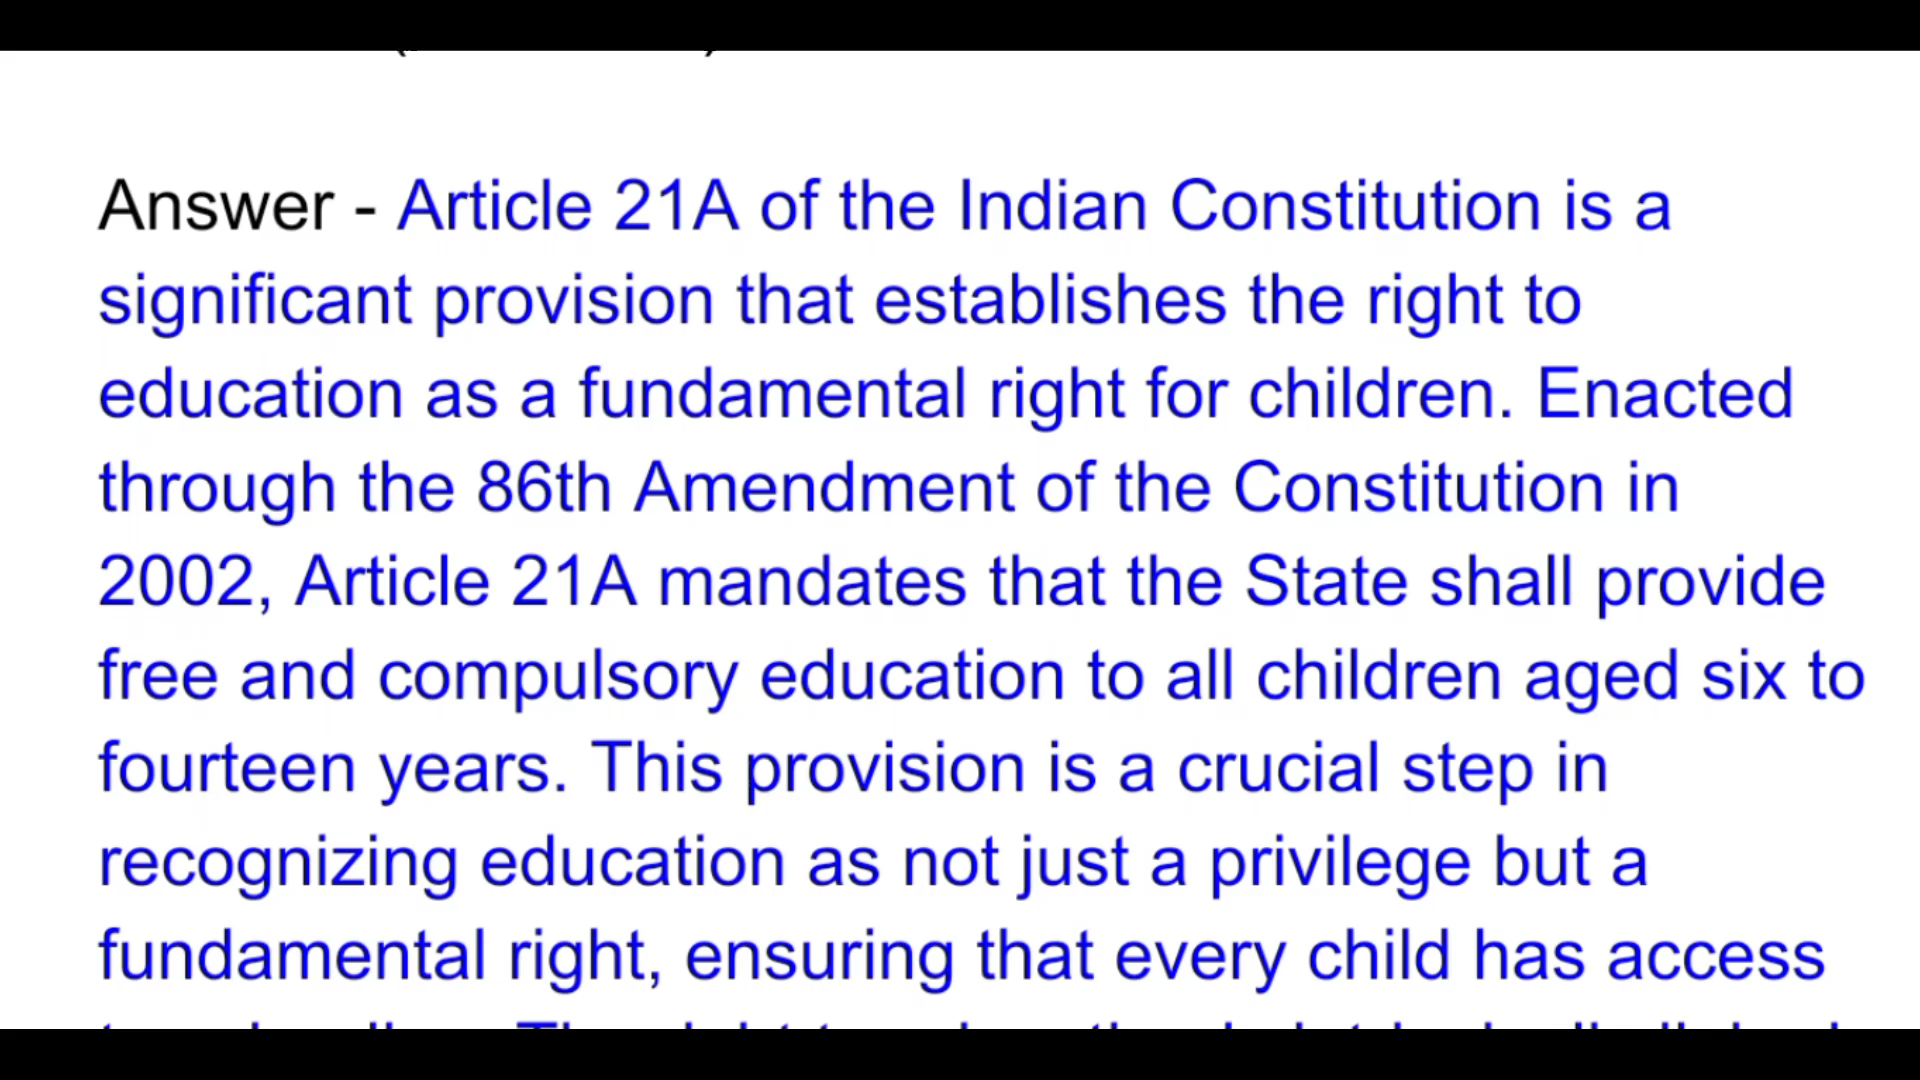 Answer - Article 21A of the Indian Constitution is a
significant provision that establishes the right to
education as a fundamental right for children. Enacted
through the 86th Amendment of the Constitution in
2002, Article 21A mandates that the State shall provide
free and compulsory education to all children aged six to
fourteen years. This provision is a crucial step in
recognizing education as not just a privilege but a
fundamental right, ensuring that every child has access